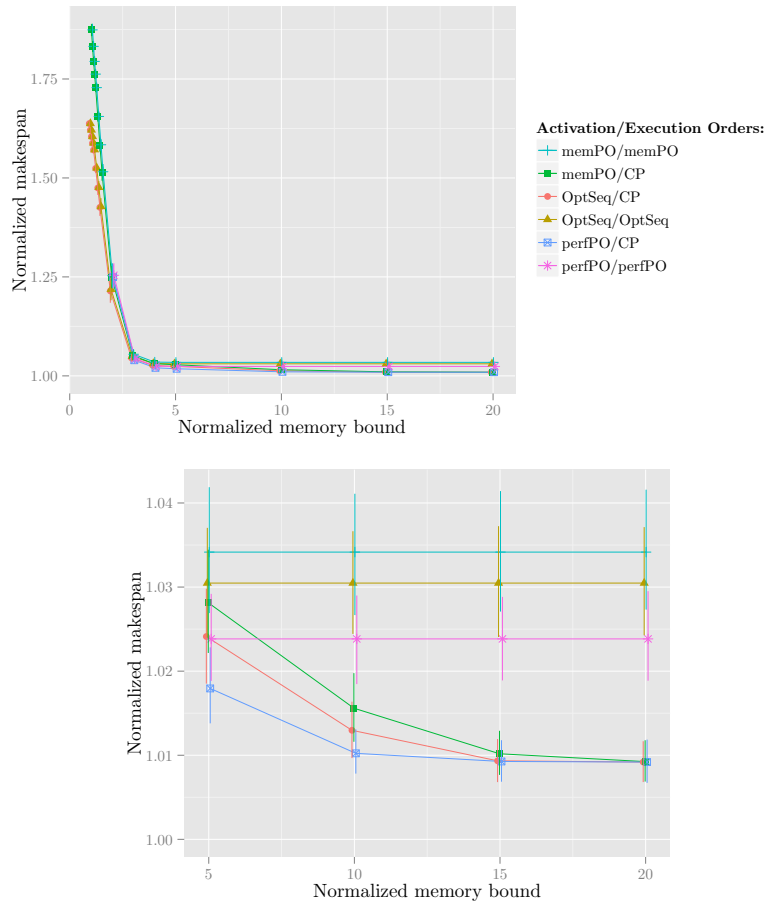 1.75
1.50
1.25
1.00
Normalized makespan
0
5
10
15
20
Normalized memory bound
Activation/Execution Orders:
memPO/memPO
memPO/CP
OptSeq/CP
OptSeq/OptSeq
perfPO/CP
perfPO/perfPO
1.04
1.03
1.02
1.01
1.00
Normalized makespan
5
10
15
20
Normalized memory bound